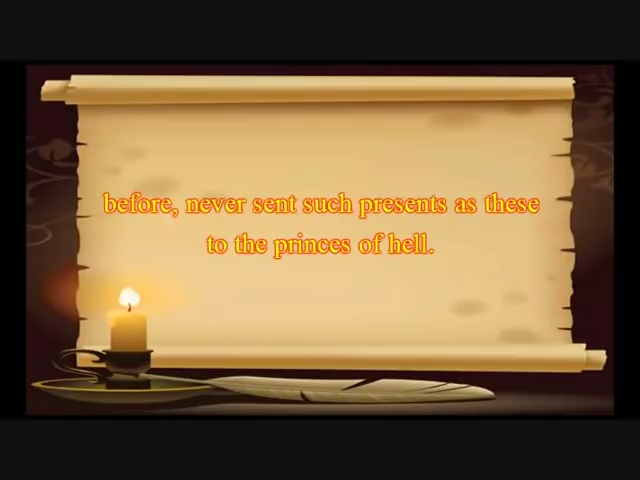 before, never sent such presents as these
to the princes of hell.